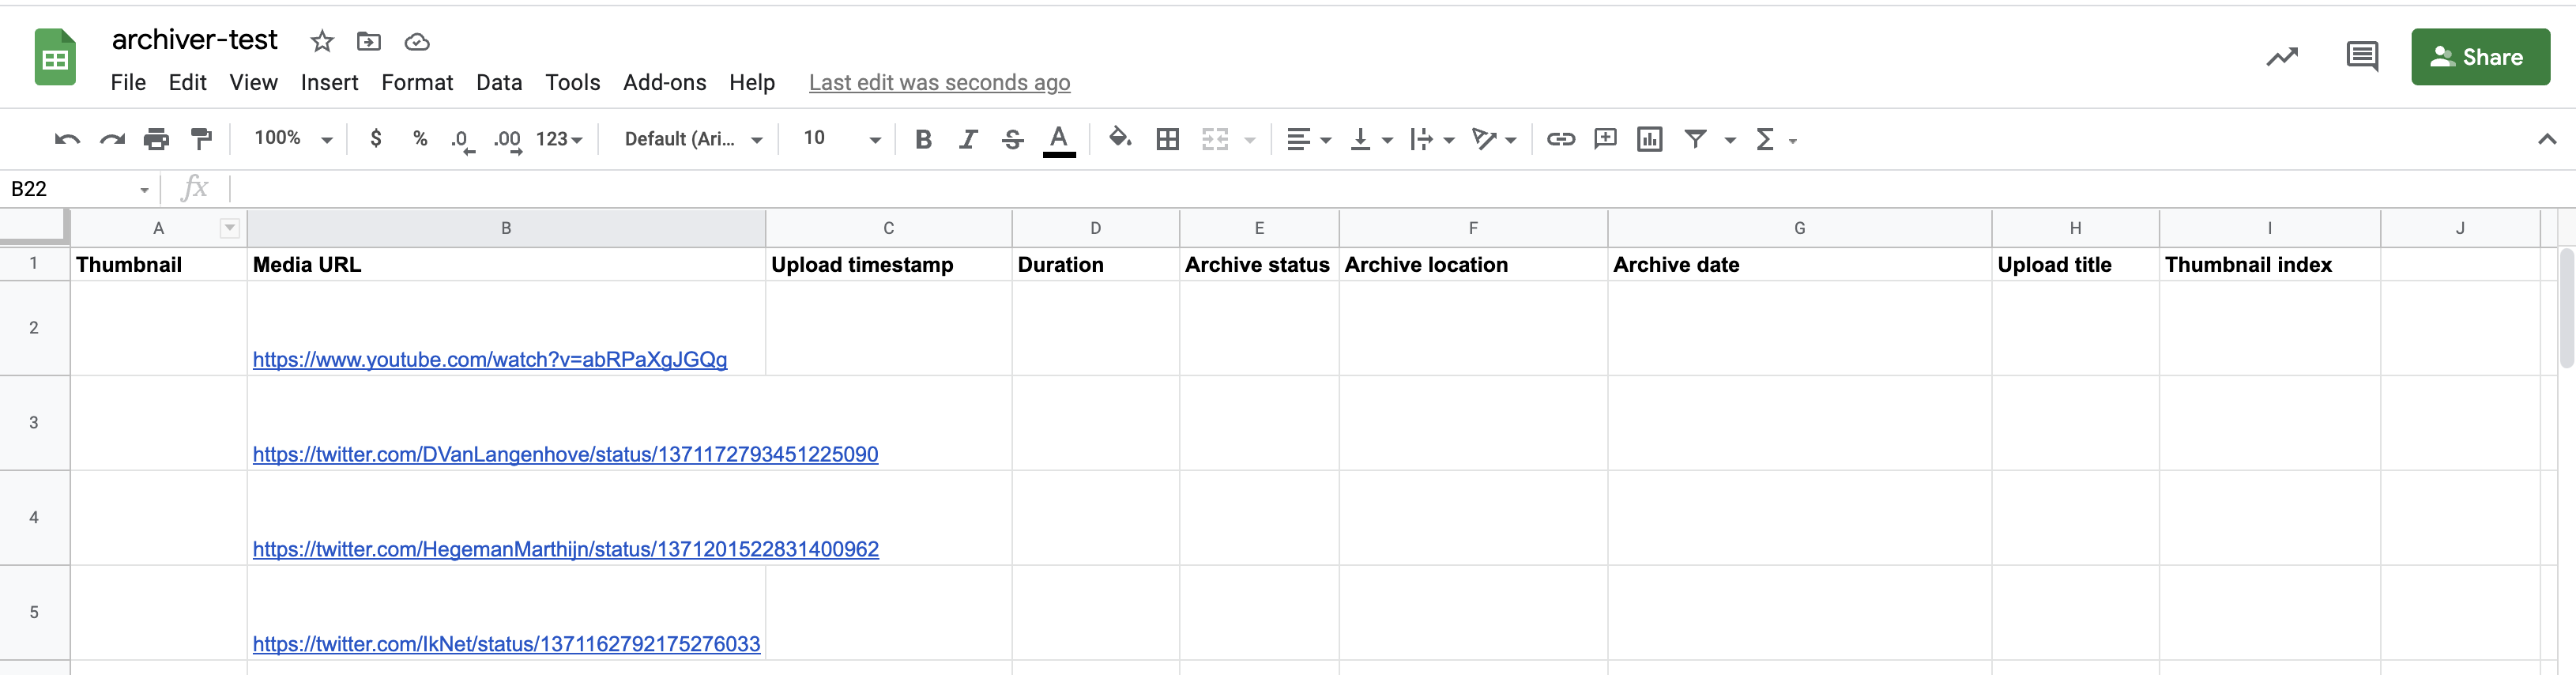 archiver-test
File Edit View Insert Format Data Tools Add-ons Help Last edit was seconds ago
Share
100% $ % .0 .00 123 Default (Ari... 10 B I S A Σ
B22 fx
A B C D E F G H I J
1 Thumbnail Media URL Upload timestamp Duration Archive status Archive location Archive date Upload title Thumbnail index
2 https://www.youtube.com/watch?v=abRPaXgJGQg
3 https://twitter.com/DVanLangenhove/status/1371172793451225090
4 https://twitter.com/HegemanMarthijn/status/1371201522831400962
5 https://twitter.com/IkNet/status/1371162792175276033